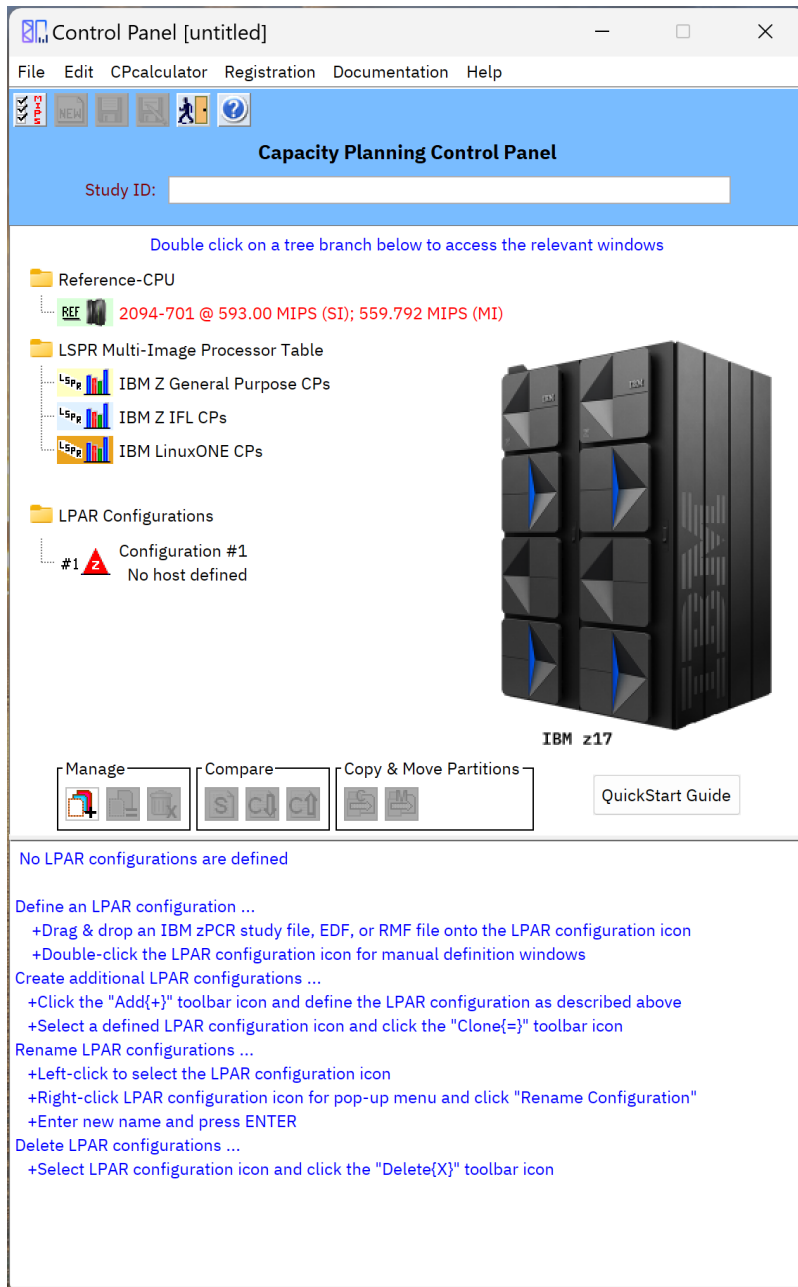 Control Panel [untitled]
File Edit CPcalculator Registration Documentation Help
MIPS NEW
Capacity Planning Control Panel
Study ID:
Double click on a tree branch below to access the relevant windows
Reference-CPU
REF 2094-701 @ 593.00 MIPS (SI); 559.792 MIPS (MI)
LSPR Multi-Image Processor Table
LSPR IBM Z General Purpose CPs
LSPR IBM Z IFL CPs
LSPR IBM LinuxONE CPs
LPAR Configurations
#1 Z Configuration #1
No host defined
IBM IBM
IBM
IBM z17
Manage Compare Copy & Move Partitions
S C C C M
QuickStart Guide
No LPAR configurations are defined
Define an LPAR configuration ...
+Drag & drop an IBM zPCR study file, EDF, or RMF file onto the LPAR configuration icon
+Double-click the LPAR configuration icon for manual definition windows
Create additional LPAR configurations ...
+Click the "Add{+}" toolbar icon and define the LPAR configuration as described above
+Select a defined LPAR configuration icon and click the "Clone{=}" toolbar icon
Rename LPAR configurations ...
+Left-click to select the LPAR configuration icon
+Right-click LPAR configuration icon for pop-up menu and click "Rename Configuration"
+Enter new name and press ENTER
Delete LPAR configurations ...
+Select LPAR configuration icon and click the "Delete{X}" toolbar icon